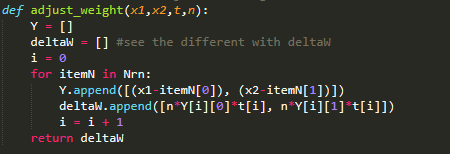 def adjust_weight(x1,x2,t,n):
    Y = []
    deltaW = [] #see the different with deltaW
    i = 0
    for itemN in Nrn:
        Y.append([(x1-itemN[0]), (x2-itemN[1])])
        deltaW.append([n*Y[i][0]*t[i], n*Y[i][1]*t[i]])
        i = i + 1
    return deltaW